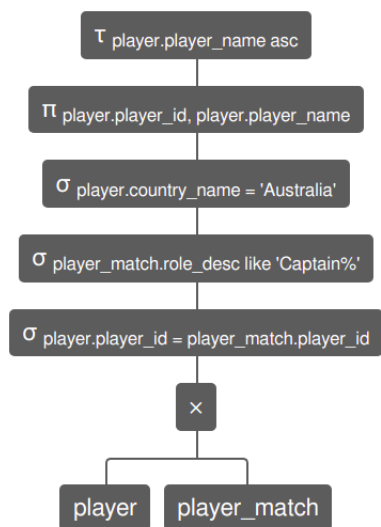 τ player.player_name asc
π player.player_id, player.player_name
σ player.country_name = 'Australia'
σ player_match.role_desc like 'Captain%'
σ player.player_id = player_match.player_id
×
player player_match